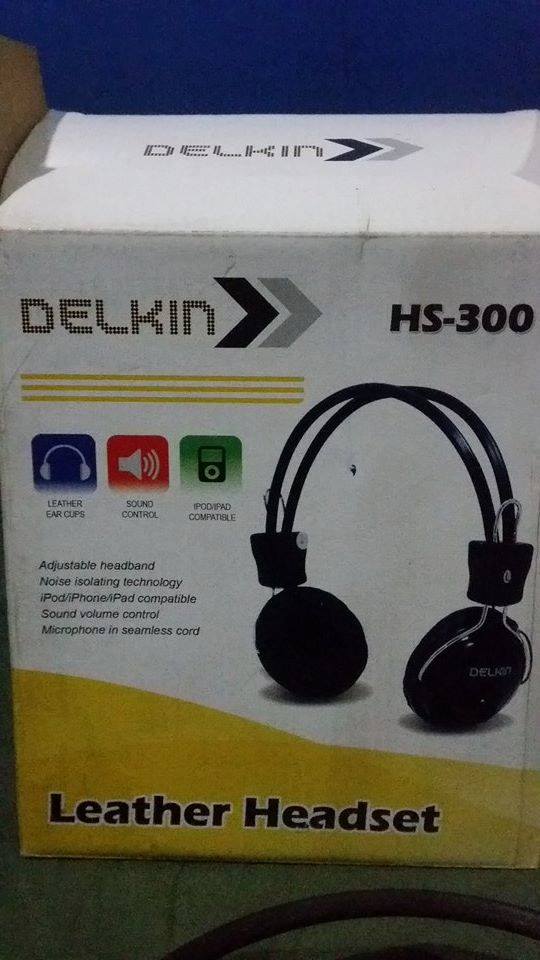 DELKIN
DELKIN
HS-300
LEATHER
EAR CUPS
SOUND
CONTROL
IPOD/IPAD
COMPATIBLE
Adjustable headband
Noise isolating technology
iPod/iPhone/iPad compatible
Sound volume control
Microphone in seamless cord
DELKIN
Leather Headset